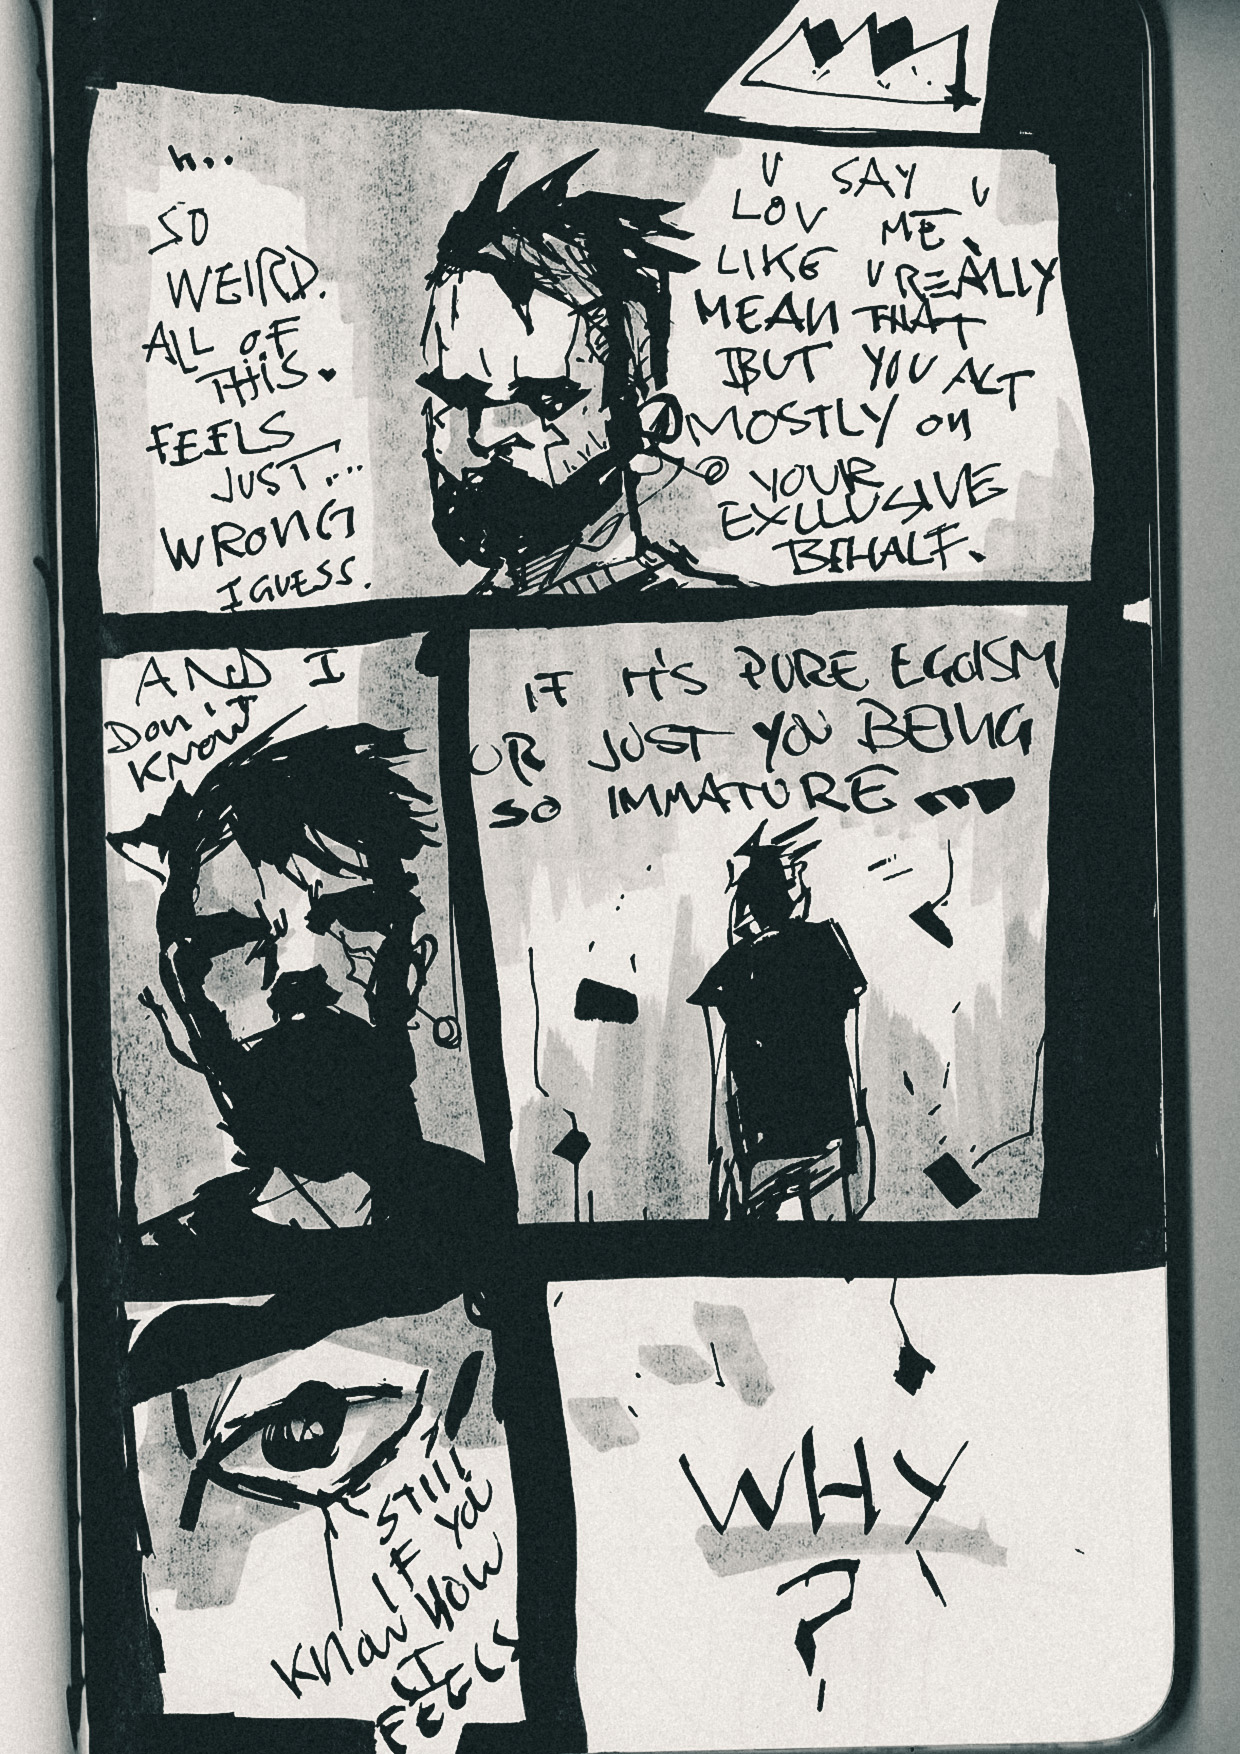 h..
SO
WEIRD.
ALL OF
THIS.
FEELS
JUST...
WRONG
I GUESS.
U SAY U
LOV ME,
LIKE U REALLY
MEAN THAT
BUT YOU ACT
MOSTLY ON
YOUR
EXCLUSIVE
BEHALF.
AND I
DON'T
KNOW
IF IT'S PURE EGOISM
OR JUST YOU BEING
SO IMMATURE
STILL
IF YOU
KNOW HOW
I
FEELS
WHY
?